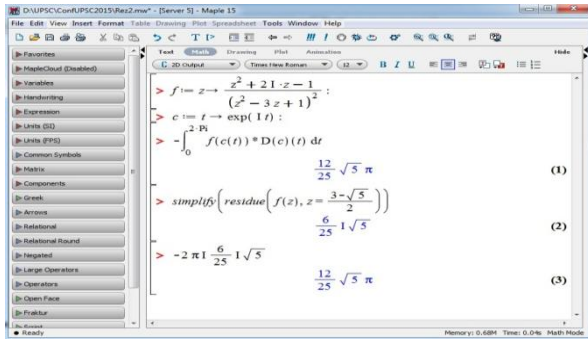 D:\UPSC\ConfUPSC2015\Rez2.mw* - [Server 5] - Maple 15
File Edit View Insert Format Table Drawing Plot Spreadsheet Tools Window Help
Favorites
MapleCloud (Disabled)
Variables
Handwriting
Expression
Units (SI)
Units (FPS)
Common Symbols
Matrix
Components
Greek
Arrows
Relational
Relational Round
Negated
Large Operators
Operators
Open Face
Fraktur
Script
Ready
Text Math Drawing Plot Animation Hide
C 2D Output Times New Roman 12 B I U
> f := z → (z² + 2 I·z − 1) / (z² − 3 z + 1)² :
> c := t → exp( I t) :
> −∫₀^(2·Pi) f(c(t)) * D(c)(t) dt
12/25 √5 π (1)
> simplify(residue(f(z), z = (3−√5)/2))
6/25 I √5 (2)
> −2 π I 6/25 I √5
12/25 √5 π (3)
Memory: 0.68M Time: 0.04s Math Mode